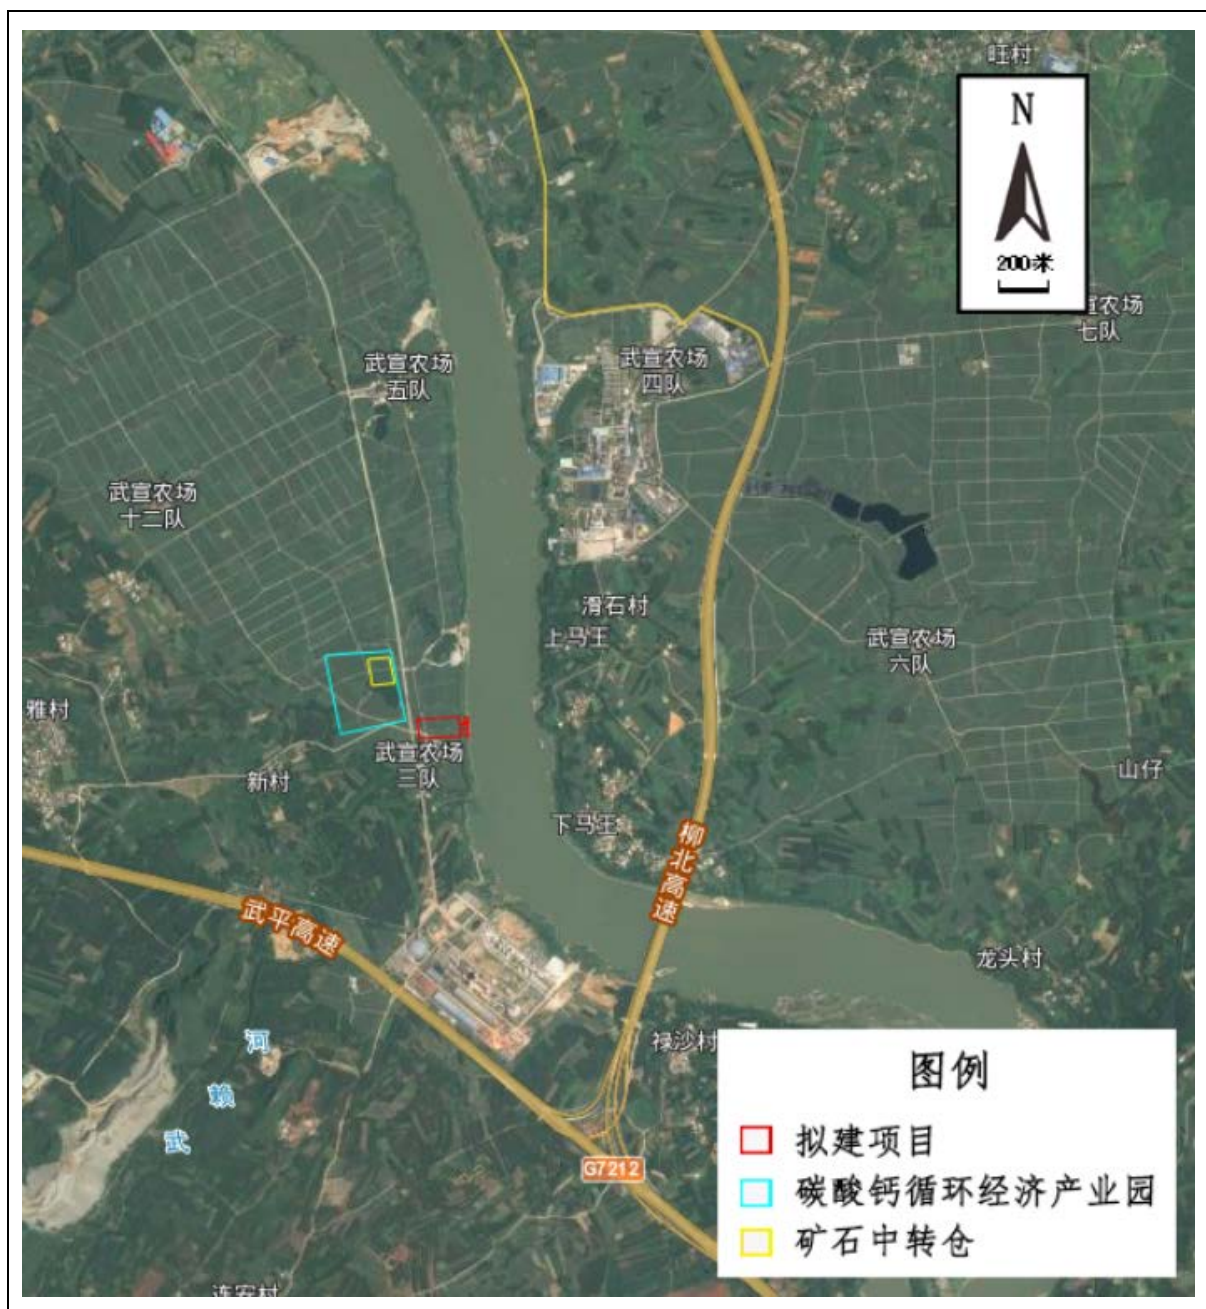 旺村
N
200米
宣农场
七队
武宣农场
五队
武宣农场
四队
武宣农场
十二队
滑石村
上马王
武宣农场
六队
雅村
武宣农场
三队
新村
山仔
下马王
柳北高速
武平高速
龙头村
禄沙村
河
赖
武
G7212
连安村
图例
拟建项目
碳酸钙循环经济产业园
矿石中转仓